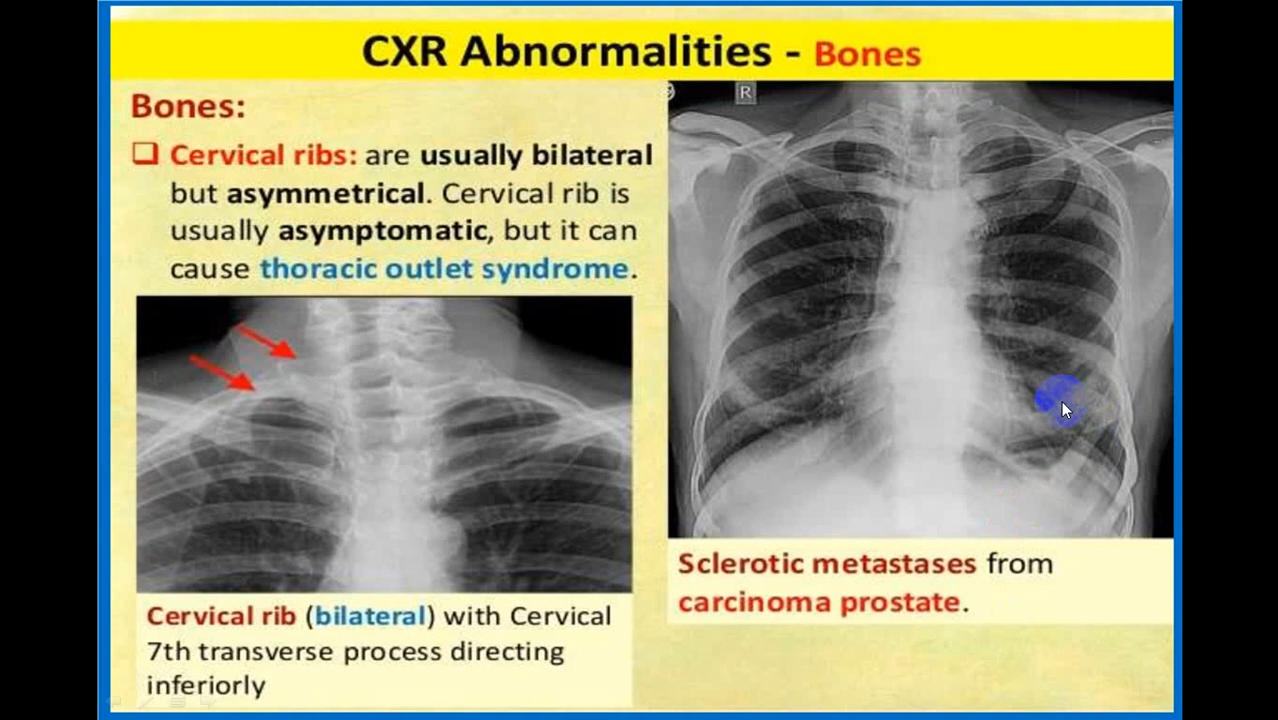 CXR Abnormalities - Bones
Bones:
❑ Cervical ribs: are usually bilateral
but asymmetrical. Cervical rib is
usually asymptomatic, but it can
cause thoracic outlet syndrome.
Cervical rib (bilateral) with Cervical
7th transverse process directing
inferiorly
R
Sclerotic metastases from
carcinoma prostate.